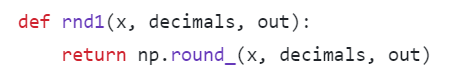 def rnd1(x, decimals, out):
    return np.round_(x, decimals, out)